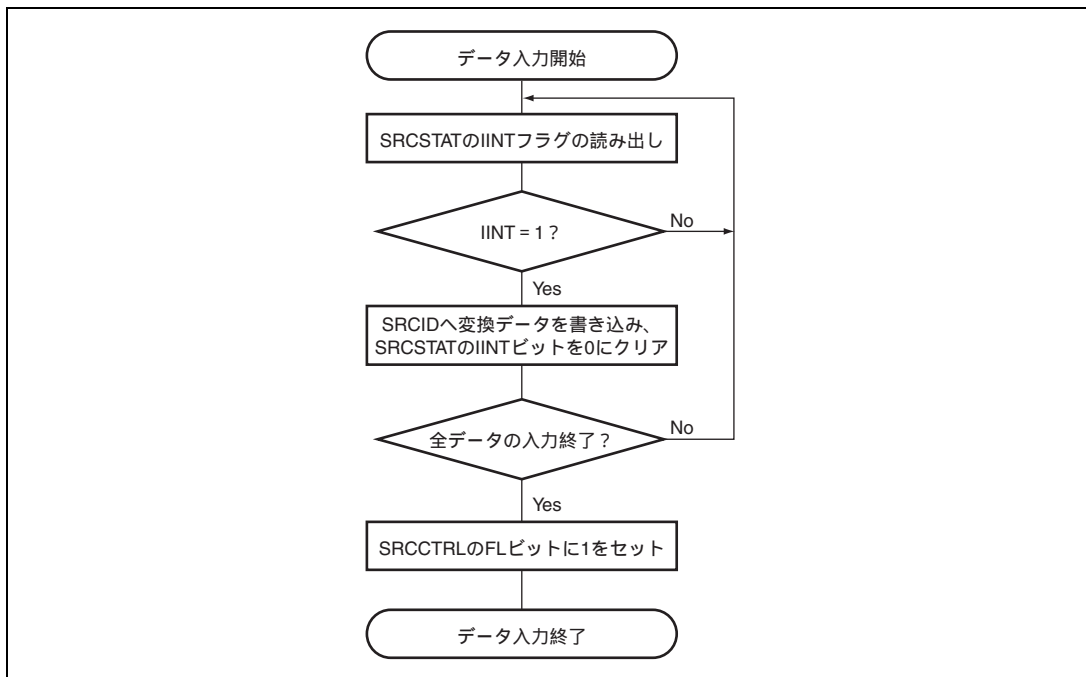 データ入力開始
SRCSTATのIINTフラグの読み出し
IINT = 1?
No
Yes
SRCIDへ変換データを書き込み、
SRCSTATのIINTビットを0にクリア
全データの入力終了?
No
Yes
SRCCTRLのFLビットに1をセット
データ入力終了